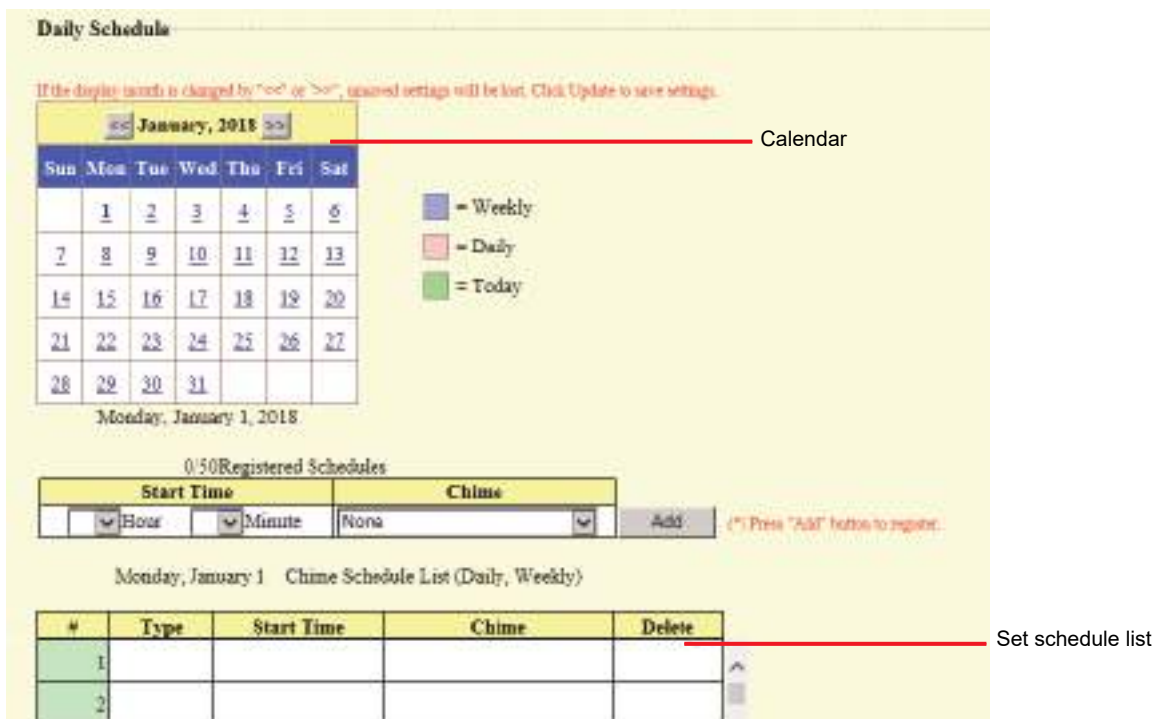 Daily Schedule
If the display month is changed by "<<" or ">>", unsaved settings will be lost. Click Update to save settings.
<< January, 2018 >>
Calendar
Sun Mon Tue Wed Thu Fri Sat
1 2 3 4 5 6
7 8 9 10 11 12 13
14 15 16 17 18 19 20
21 22 23 24 25 26 27
28 29 30 31
= Weekly
= Daily
= Today
Monday, January 1, 2018
0/50Registered Schedules
Start Time Chime
Hour Minute None Add (*) Press "Add" button to register.
Monday, January 1 Chime Schedule List (Daily, Weekly)
# Type Start Time Chime Delete
Set schedule list
1
2